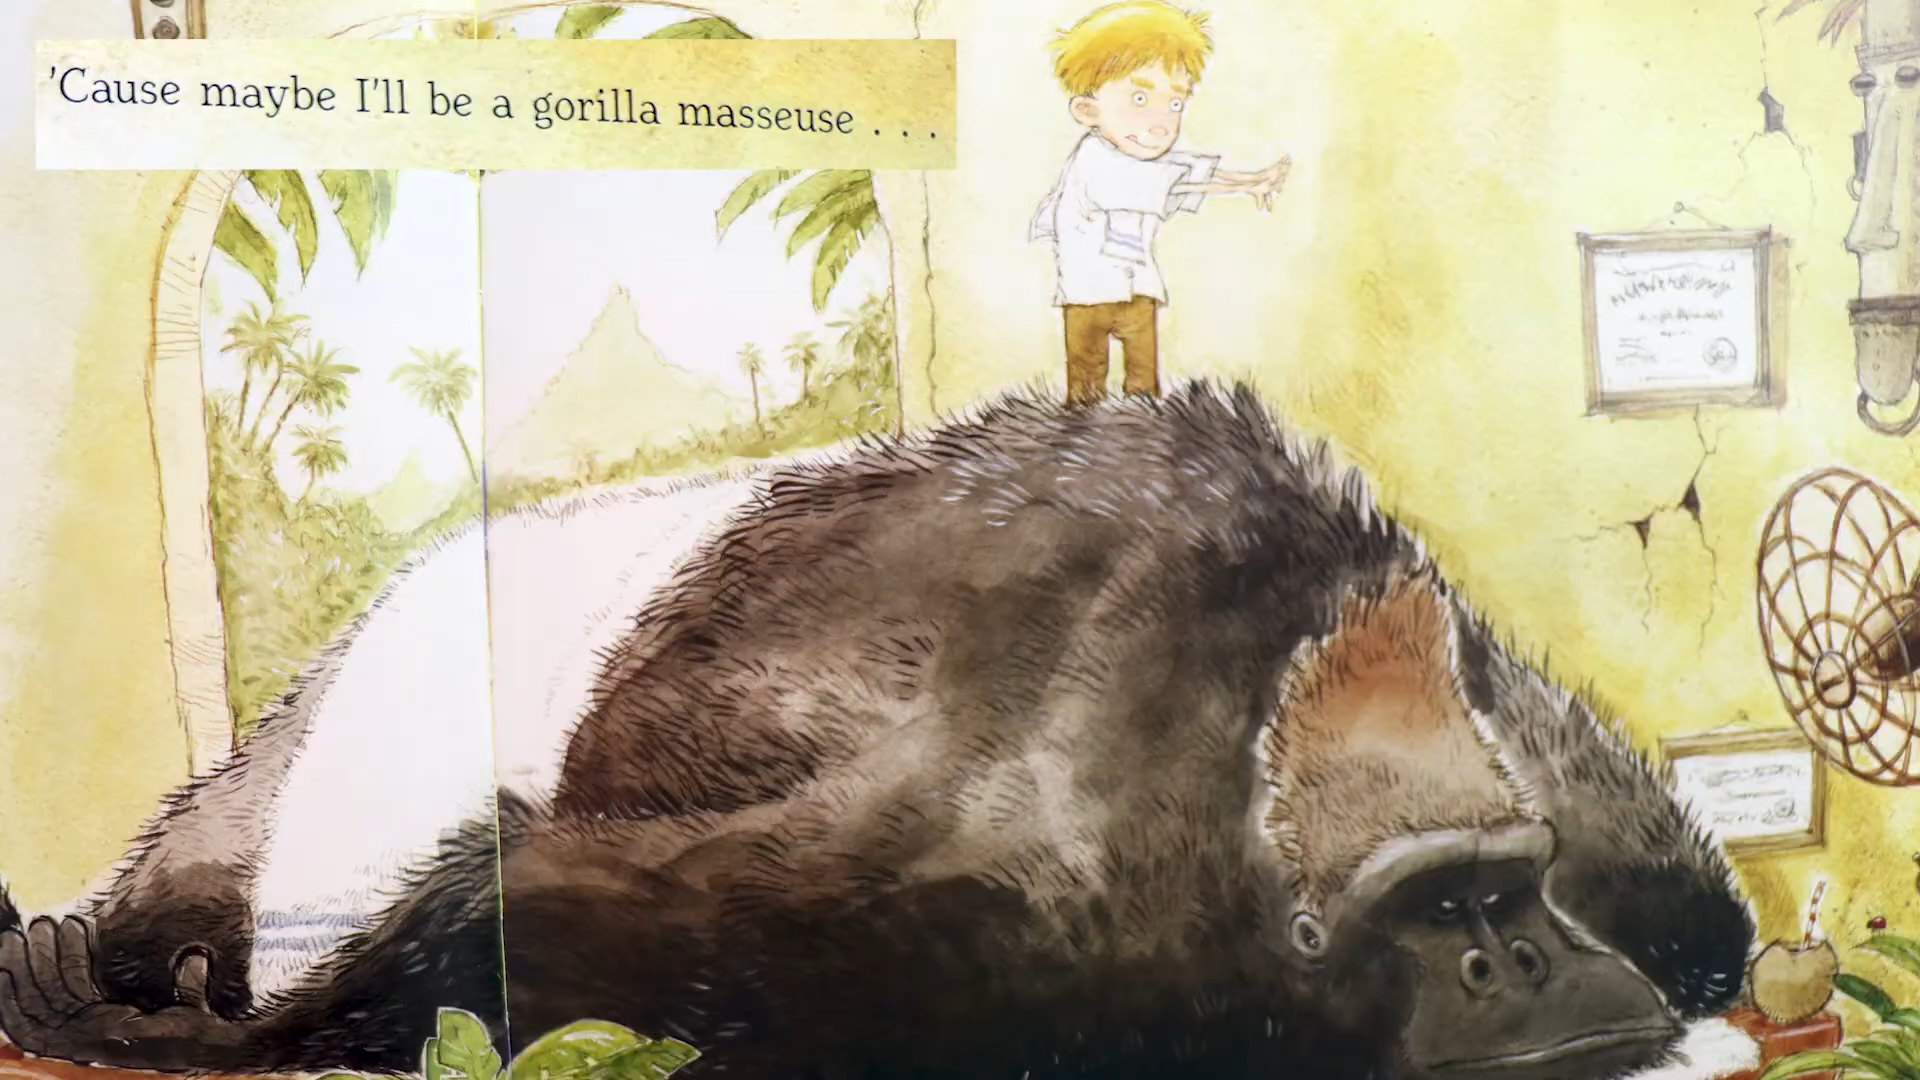 'Cause maybe I'll be a gorilla masseuse . . .